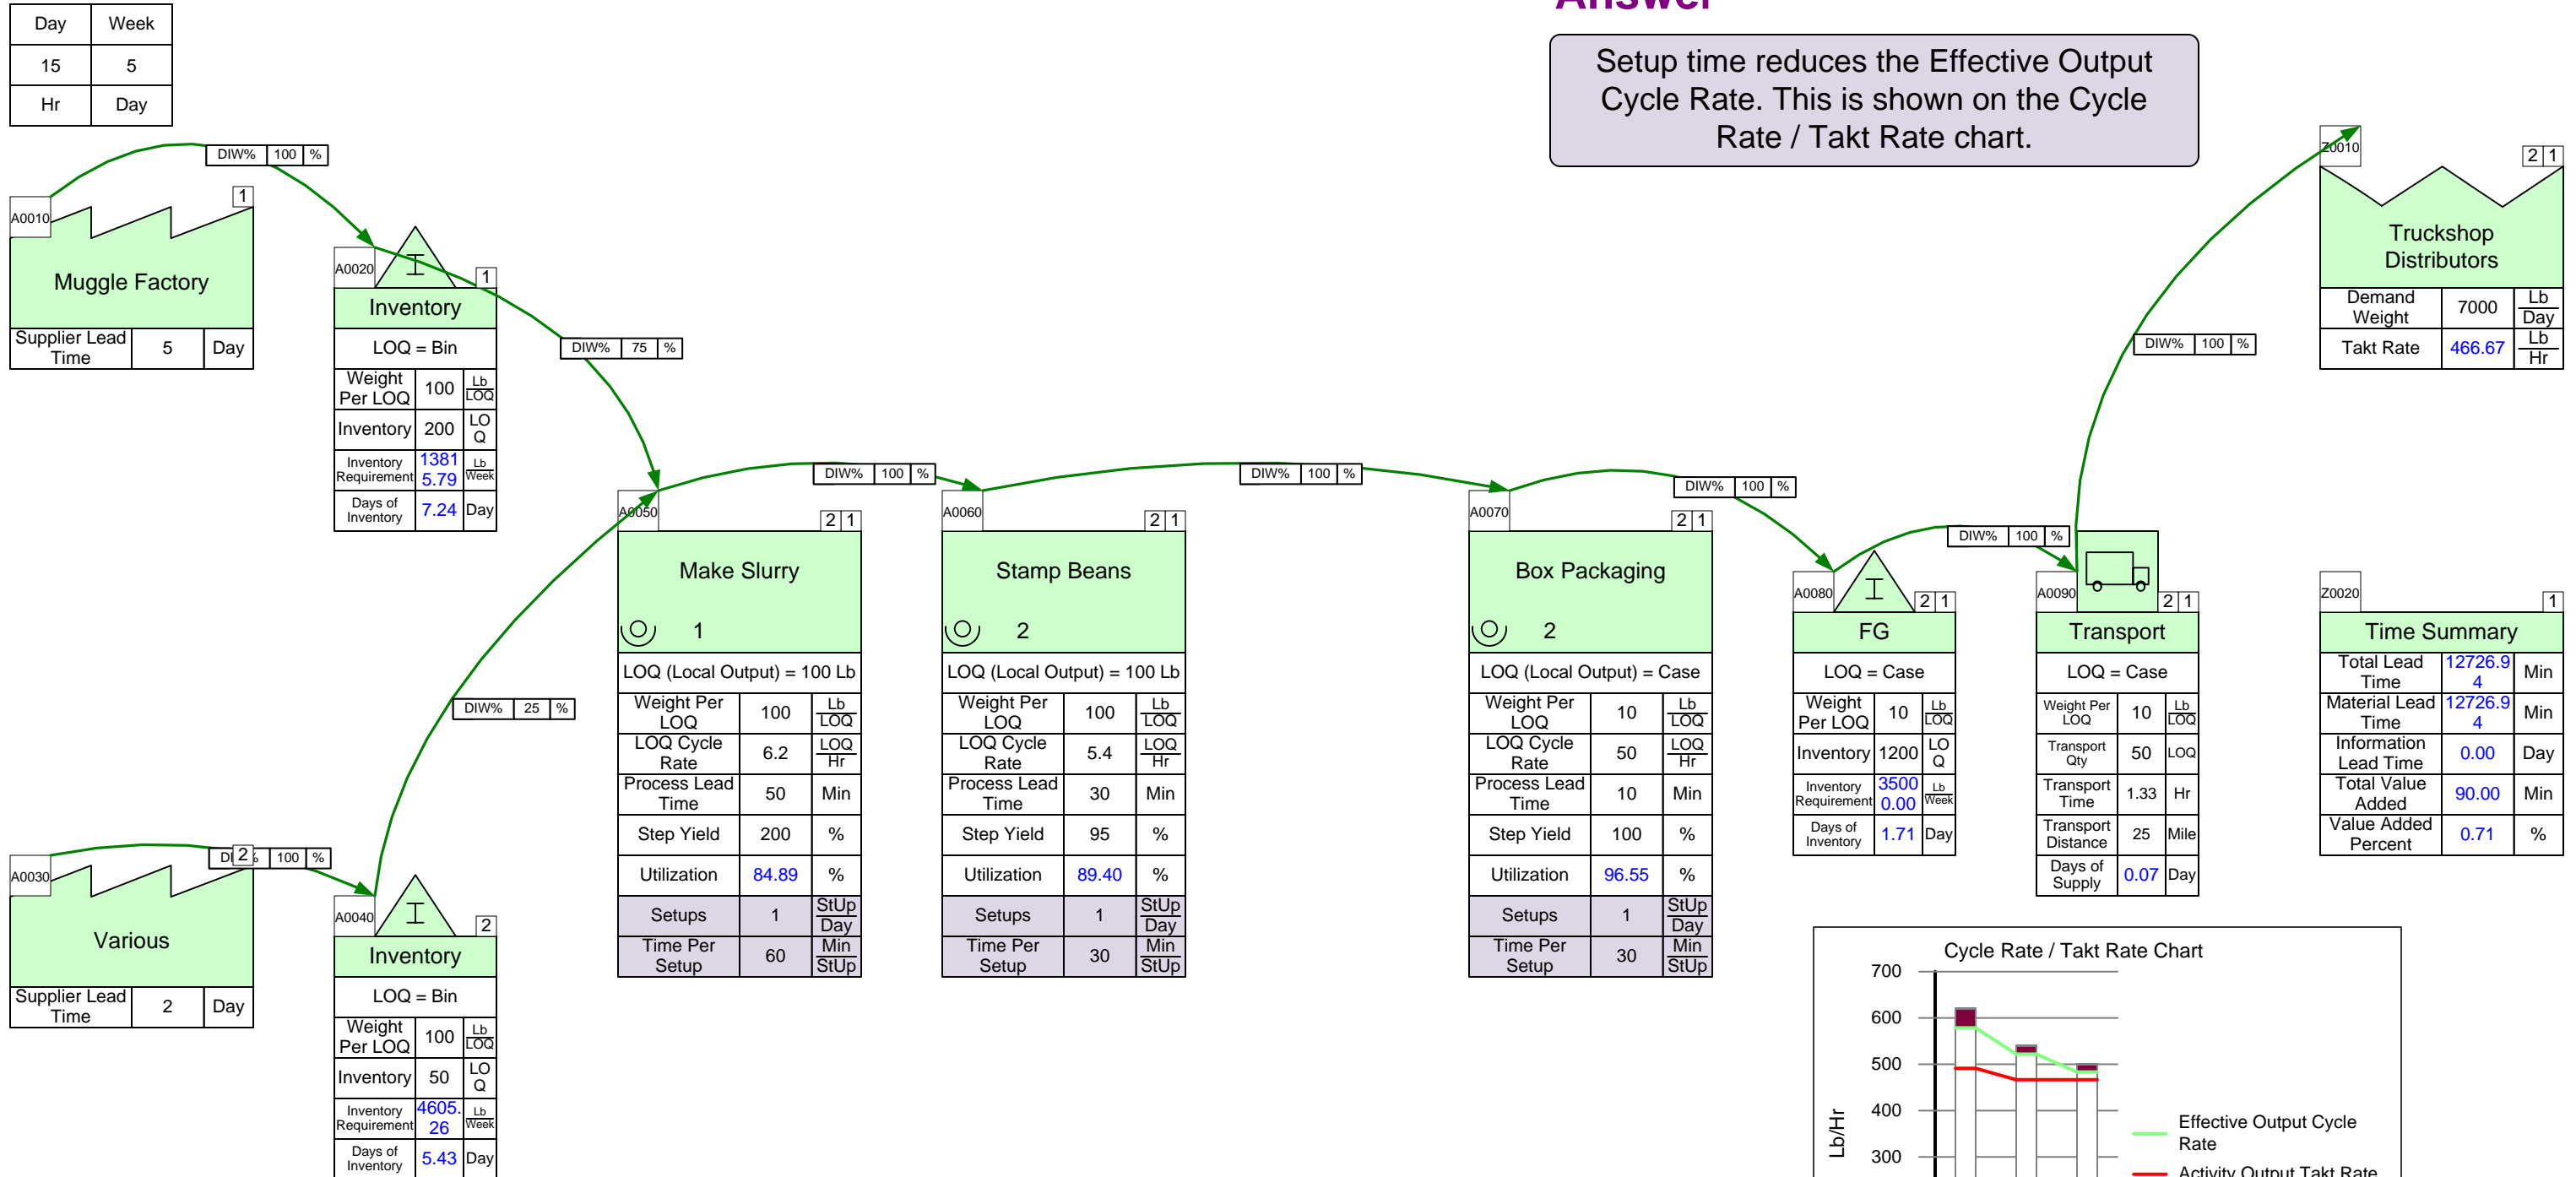 Answer
Day Week
15 5
Hr Day
Setup time reduces the Effective Output
Cycle Rate. This is shown on the Cycle
Rate / Takt Rate chart.
DIW% 100 %
A0010
1
Muggle Factory
Supplier Lead
Time
5 Day
A0020
I
1
Inventory
LOQ = Bin
Weight
Per LOQ
100
Lb
LOQ
Inventory 200
LO
Q
Inventory
Requirement
1381
5.79
Lb
Week
Days of
Inventory
7.24 Day
DIW% 75 %
DIW% 25 %
A0030
2
DIW% 100 %
Various
Supplier Lead
Time
2 Day
A0040
I
2
Inventory
LOQ = Bin
Weight
Per LOQ
100
Lb
LOQ
Inventory 50
LO
Q
Inventory
Requirement
4605.
26
Lb
Week
Days of
Inventory
5.43 Day
A0050
2 1
Make Slurry
1
LOQ (Local Output) = 100 Lb
Weight Per
LOQ
100
Lb
LOQ
LOQ Cycle
Rate
6.2
LOQ
Hr
Process Lead
Time
50 Min
Step Yield 200 %
Utilization 84.89 %
Setups 1
StUp
Day
Time Per
Setup
60
Min
StUp
DIW% 100 %
A0060
2 1
Stamp Beans
2
LOQ (Local Output) = 100 Lb
Weight Per
LOQ
100
Lb
LOQ
LOQ Cycle
Rate
5.4
LOQ
Hr
Process Lead
Time
30 Min
Step Yield 95 %
Utilization 89.40 %
Setups 1
StUp
Day
Time Per
Setup
30
Min
StUp
DIW% 100 %
A0070
2 1
Box Packaging
2
LOQ (Local Output) = Case
Weight Per
LOQ
10
Lb
LOQ
LOQ Cycle
Rate
50
LOQ
Hr
Process Lead
Time
10 Min
Step Yield 100 %
Utilization 96.55 %
Setups 1
StUp
Day
Time Per
Setup
30
Min
StUp
DIW% 100 %
A0080
I
2 1
FG
LOQ = Case
Weight
Per LOQ
10
Lb
LOQ
Inventory 1200
LO
Q
Inventory
Requirement
3500
0.00
Lb
Week
Days of
Inventory
1.71 Day
DIW% 100 %
A0090
2 1
Transport
LOQ = Case
Weight Per
LOQ
10
Lb
LOQ
Transport
Qty
50 LOQ
Transport
Time
1.33 Hr
Transport
Distance
25 Mile
Days of
Supply
0.07 Day
DIW% 100 %
Z0010
2 1
Truckshop
Distributors
Demand
Weight
7000
Lb
Day
Takt Rate 466.67
Lb
Hr
Z0020
1
Time Summary
Total Lead
Time
12726.9
4
Min
Material Lead
Time
12726.9
4
Min
Information
Lead Time
0.00 Day
Total Value
Added
90.00 Min
Value Added
Percent
0.71 %
Cycle Rate / Takt Rate Chart
700
600
500
400
300
Lb/Hr
Effective Output Cycle
Rate
Activity Output Takt Rate